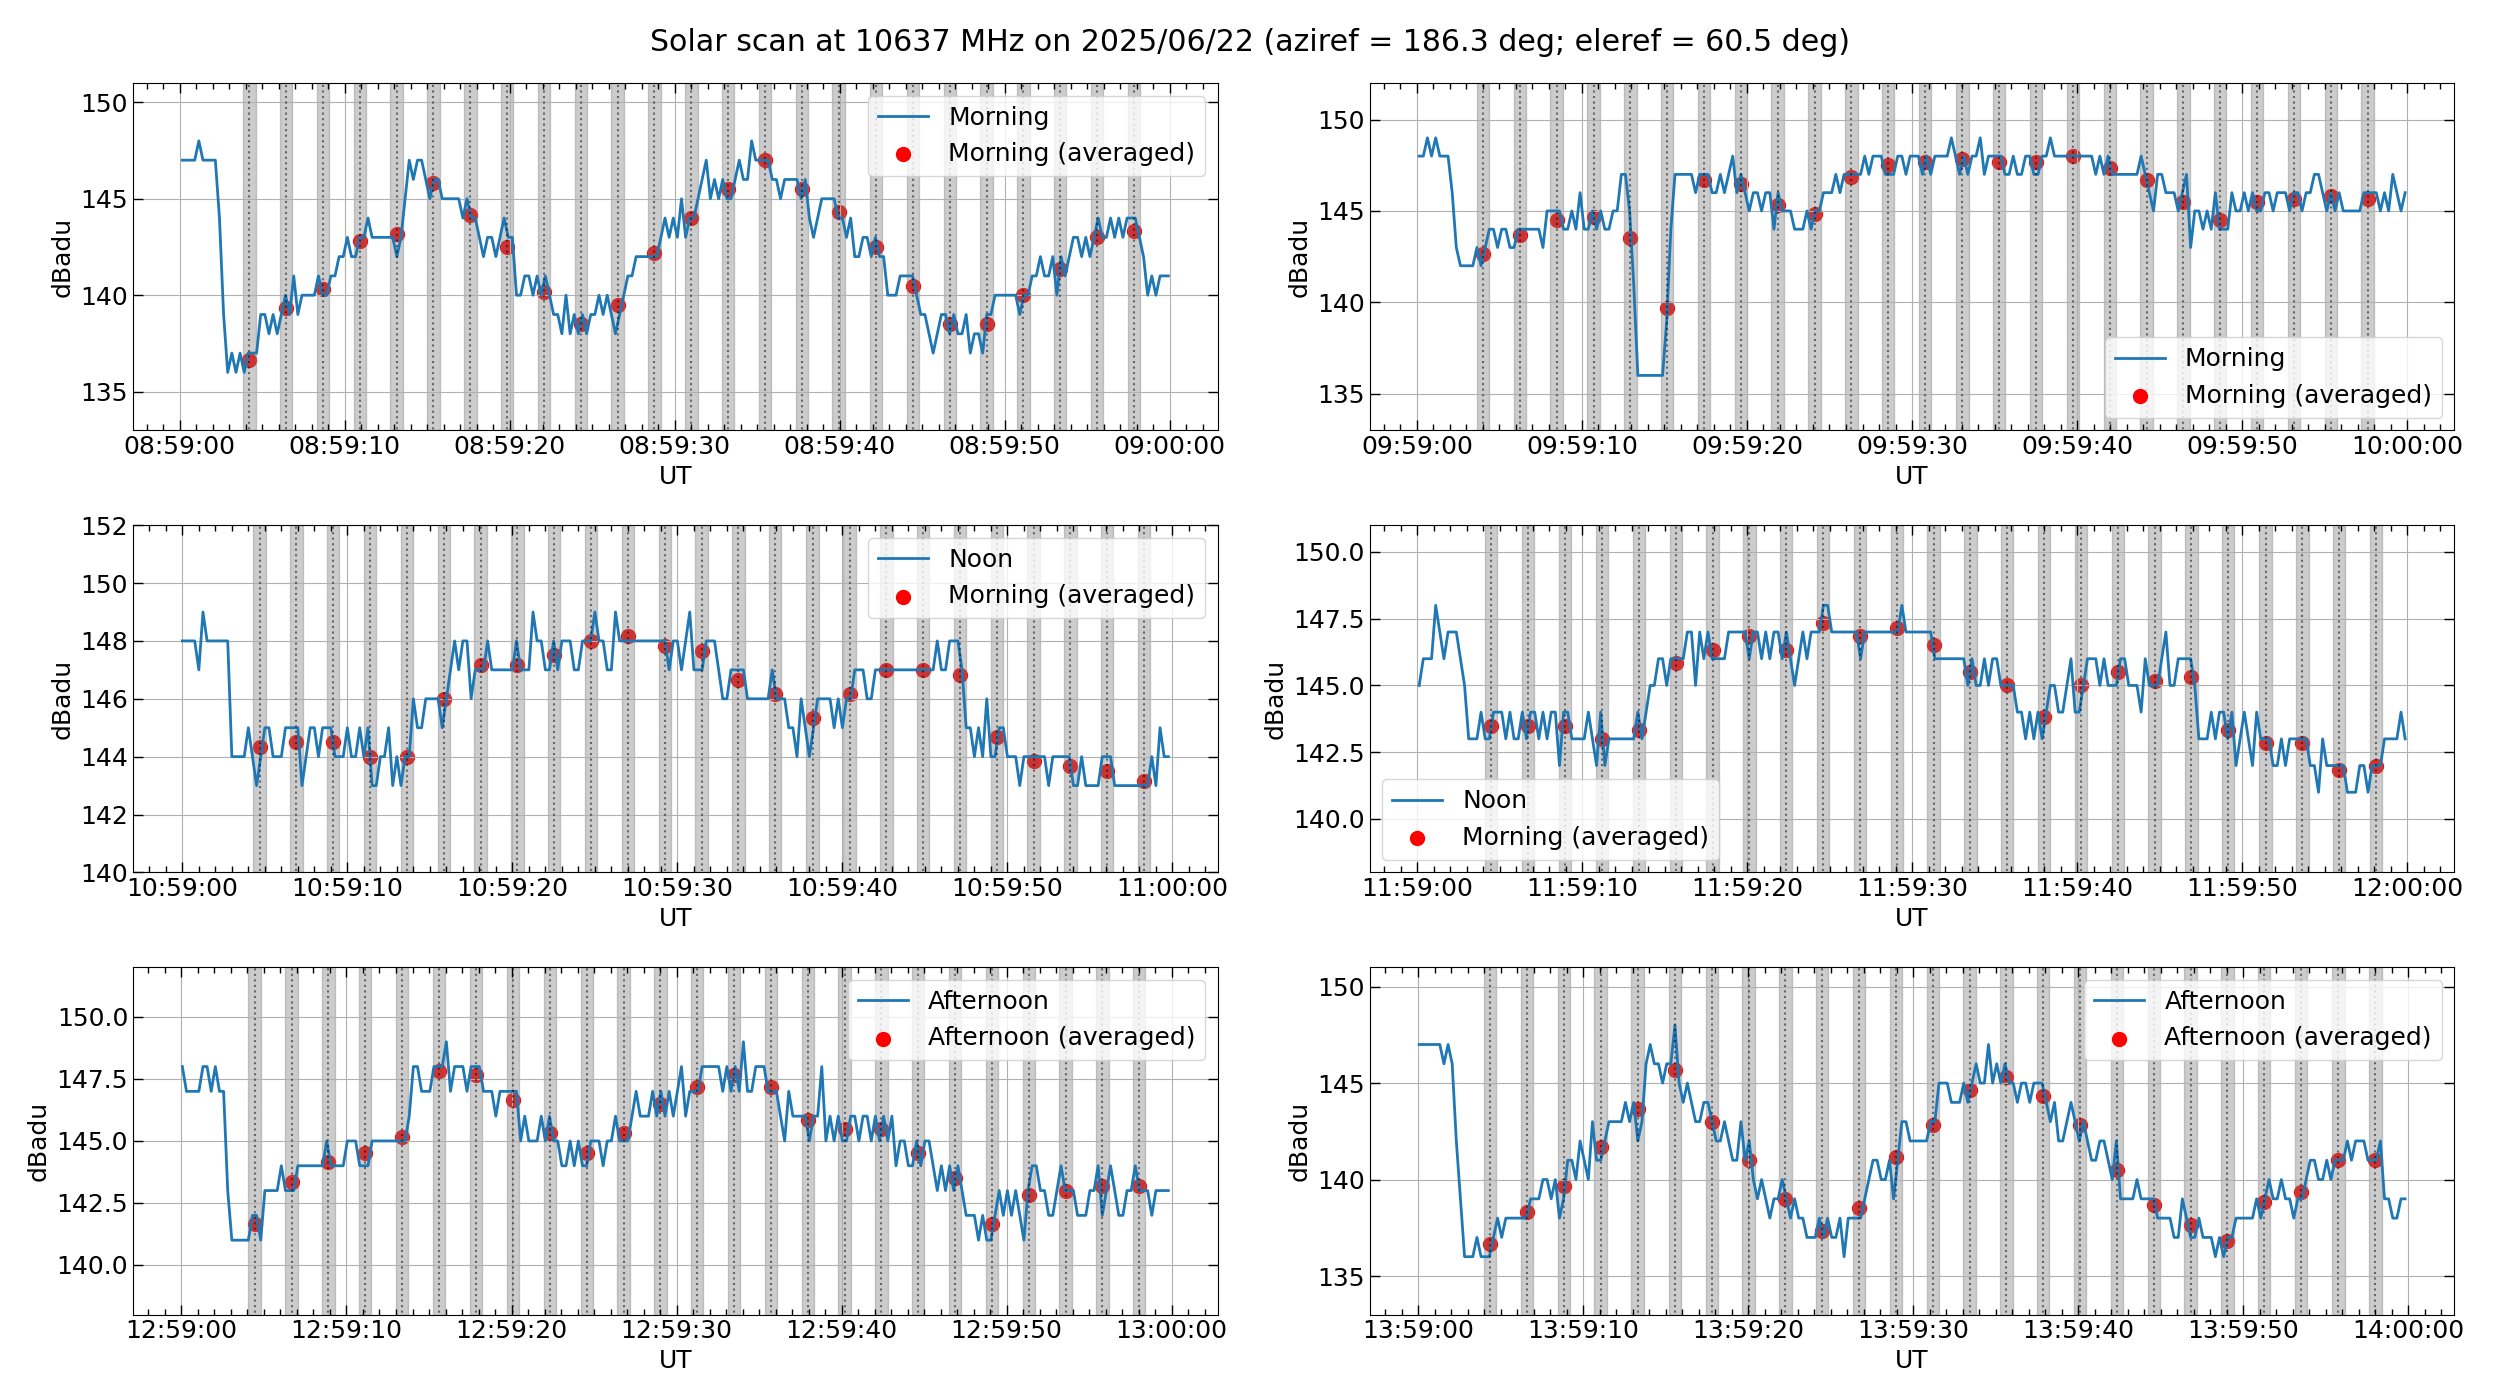 Solar scan at 10637 MHz on 2025/06/22 (aziref = 186.3 deg; eleref = 60.5 deg)
150
145
140
135
dBadu
Morning
Morning (averaged)
08:59:00 08:59:10 08:59:20 08:59:30 08:59:40 08:59:50 09:00:00
UT
150
145
140
135
dBadu
Morning
Morning (averaged)
09:59:00 09:59:10 09:59:20 09:59:30 09:59:40 09:59:50 10:00:00
UT
152
150
148
146
144
142
140
dBadu
Noon
Morning (averaged)
10:59:00 10:59:10 10:59:20 10:59:30 10:59:40 10:59:50 11:00:00
UT
150.0
147.5
145.0
142.5
140.0
dBadu
Noon
Morning (averaged)
11:59:00 11:59:10 11:59:20 11:59:30 11:59:40 11:59:50 12:00:00
UT
150.0
147.5
145.0
142.5
140.0
dBadu
Afternoon
Afternoon (averaged)
12:59:00 12:59:10 12:59:20 12:59:30 12:59:40 12:59:50 13:00:00
UT
150
145
140
135
dBadu
Afternoon
Afternoon (averaged)
13:59:00 13:59:10 13:59:20 13:59:30 13:59:40 13:59:50 14:00:00
UT